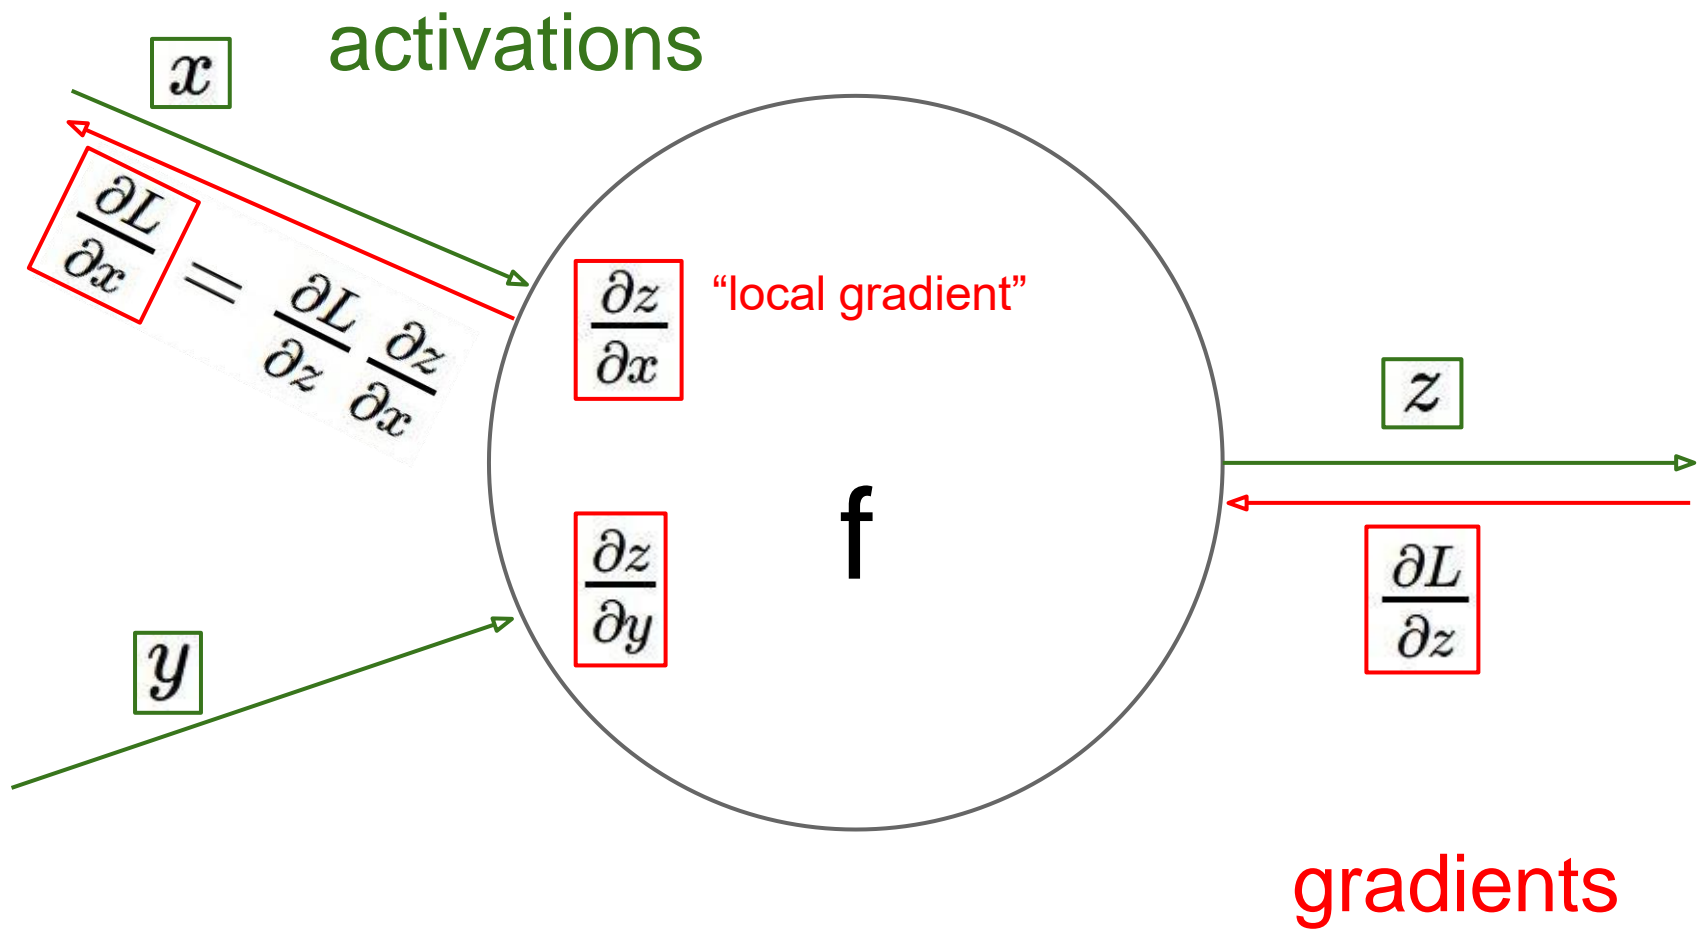 activations
x
∂L/∂x = ∂L/∂z ∂z/∂x
∂z/∂x
“local gradient”
z
f
∂z/∂y
∂L/∂z
y
gradients